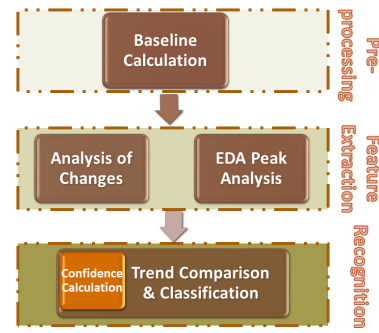 Baseline
Calculation
Pre-
processing
Analysis of
Changes
EDA Peak
Analysis
Feature
Extraction
Confidence
Calculation
Trend Comparison
& Classification
Recognition